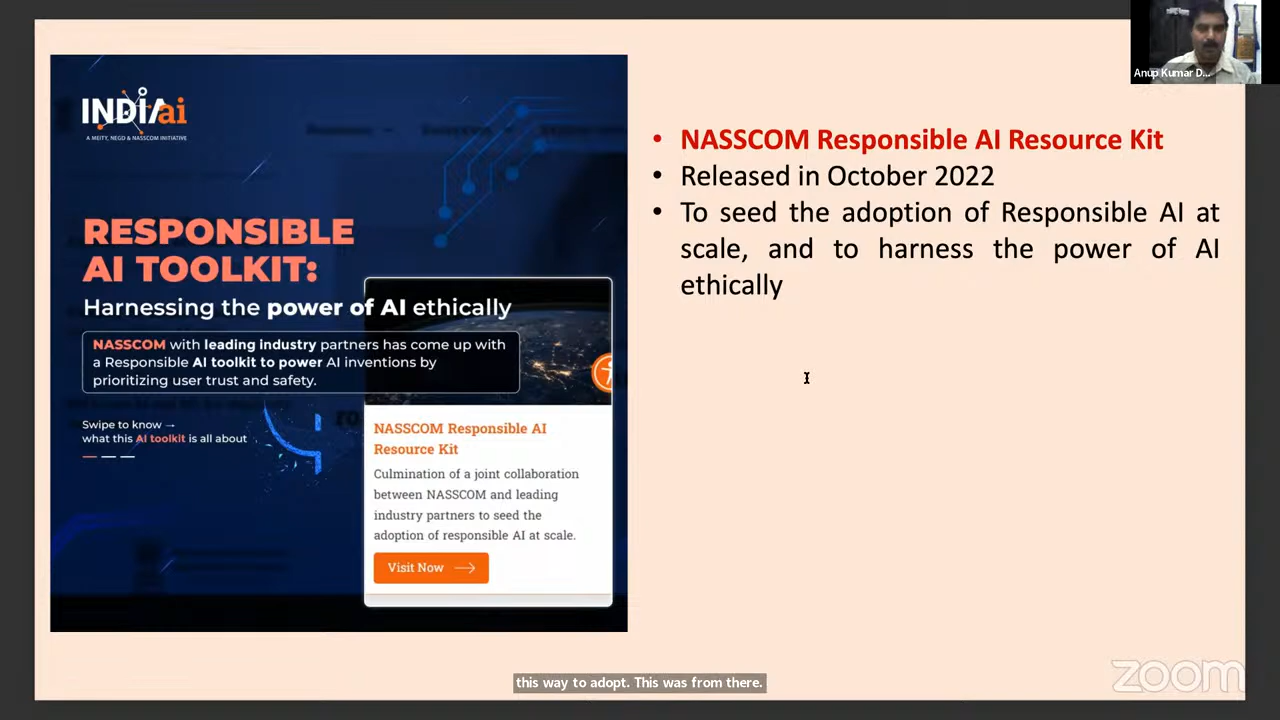 INDIAai
A MEITY, NEGD & NASSCOM INITIATIVE
RESPONSIBLE
AI TOOLKIT:
Harnessing the power of AI ethically
NASSCOM with leading industry partners has come up with
a Responsible AI toolkit to power AI inventions by
prioritizing user trust and safety.
Swipe to know →
what this AI toolkit is all about
NASSCOM Responsible AI
Resource Kit
Culmination of a joint collaboration
between NASSCOM and leading
industry partners to seed the
adoption of responsible AI at scale.
Visit Now
• NASSCOM Responsible AI Resource Kit
• Released in October 2022
• To seed the adoption of Responsible AI at
scale, and to harness the power of AI
ethically
Anup Kumar D...
this way to adopt. This was from there.
zoom